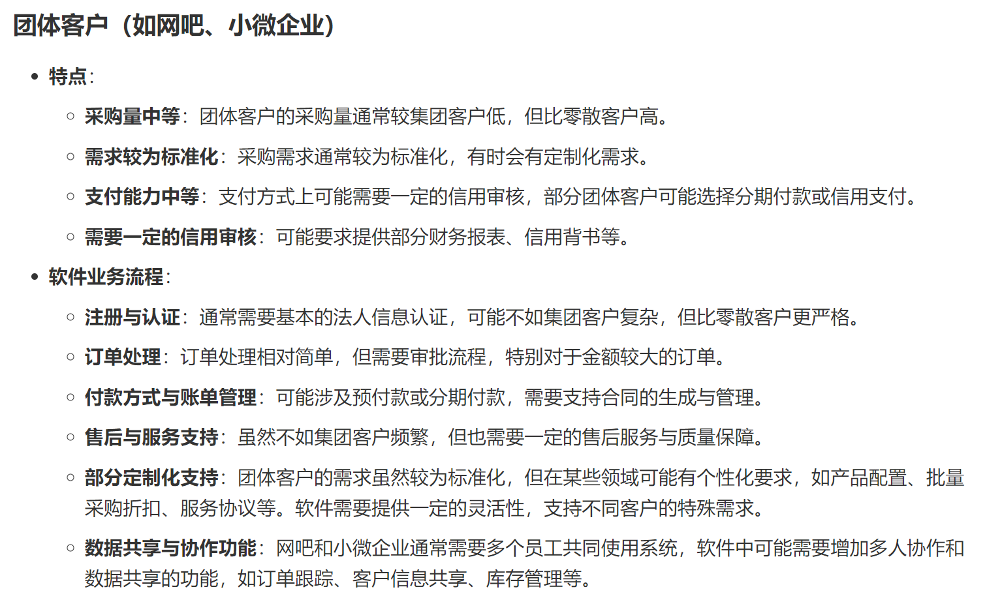 团体客户（如网吧、小微企业）
特点：
采购量中等：团体客户的采购量通常较集团客户低，但比零散客户高。
需求较为标准化：采购需求通常较为标准化，有时会有定制化需求。
支付能力中等：支付方式上可能需要一定的信用审核，部分团体客户可能选择分期付款或信用支付。
需要一定的信用审核：可能要求提供部分财务报表、信用背书等。
软件业务流程：
注册与认证：通常需要基本的法人信息认证，可能不如集团客户复杂，但比零散客户更严格。
订单处理：订单处理相对简单，但需要审批流程，特别对于金额较大的订单。
付款方式与账单管理：可能涉及预付款或分期付款，需要支持合同的生成与管理。
售后与服务支持：虽然不如集团客户频繁，但也需要一定的售后服务与质量保障。
部分定制化支持：团体客户的需求虽然较为标准化，但在某些领域可能有个性化要求，如产品配置、批量
采购折扣、服务协议等。软件需要提供一定的灵活性，支持不同客户的特殊需求。
数据共享与协作功能：网吧和小微企业通常需要多个员工共同使用系统，软件中可能需要增加多人协作和
数据共享的功能，如订单跟踪、客户信息共享、库存管理等。